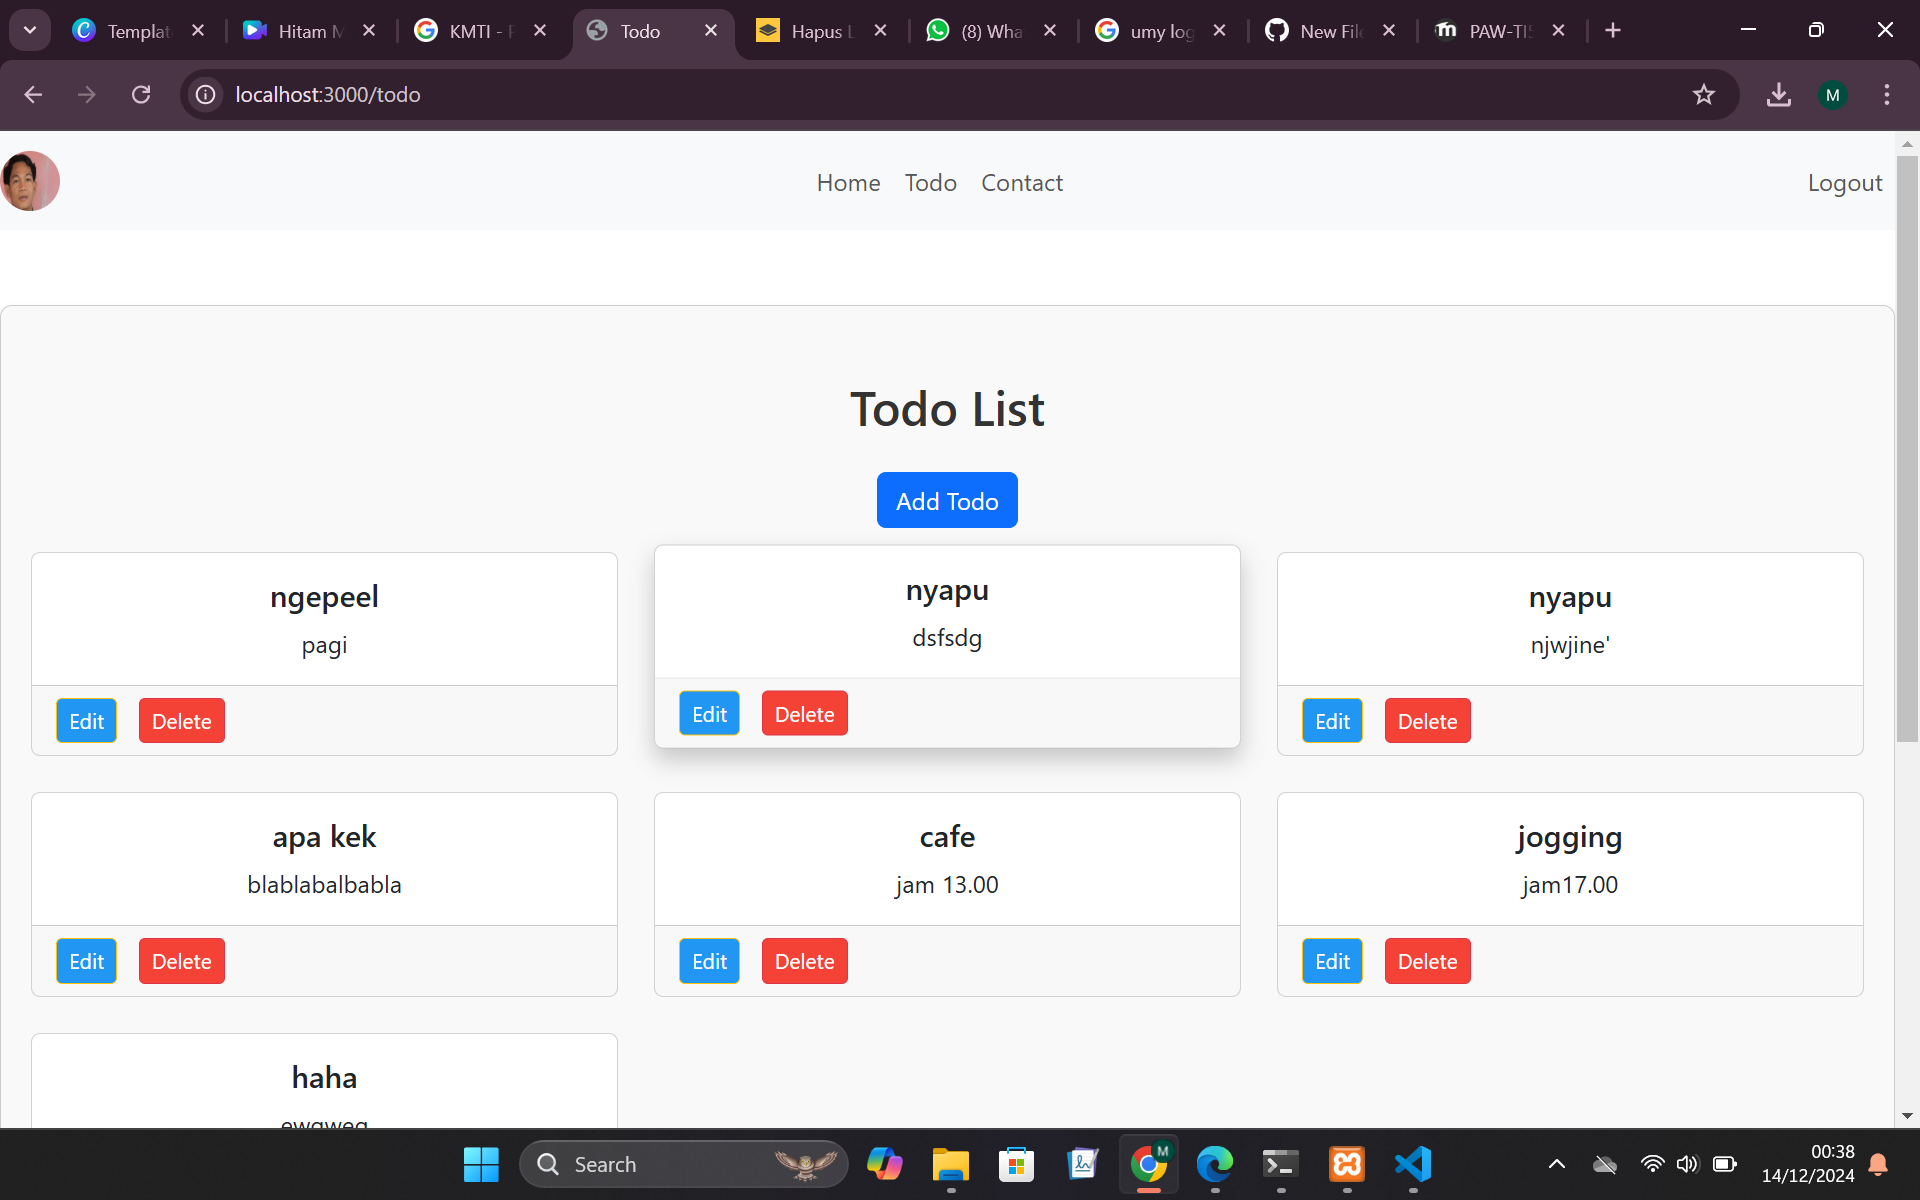 Templat
Hitam M
KMTI - P
Todo
Hapus L
(8) Wha
umy log
New File
PAW-TI5
localhost:3000/todo
M
Home Todo Contact
Logout
Todo List
Add Todo
ngepeel
pagi
Edit Delete
nyapu
dsfsdg
Edit Delete
nyapu
njwjine'
Edit Delete
apa kek
blablabalbabla
Edit Delete
cafe
jam 13.00
Edit Delete
jogging
jam17.00
Edit Delete
haha
Search
M
00:38
14/12/2024